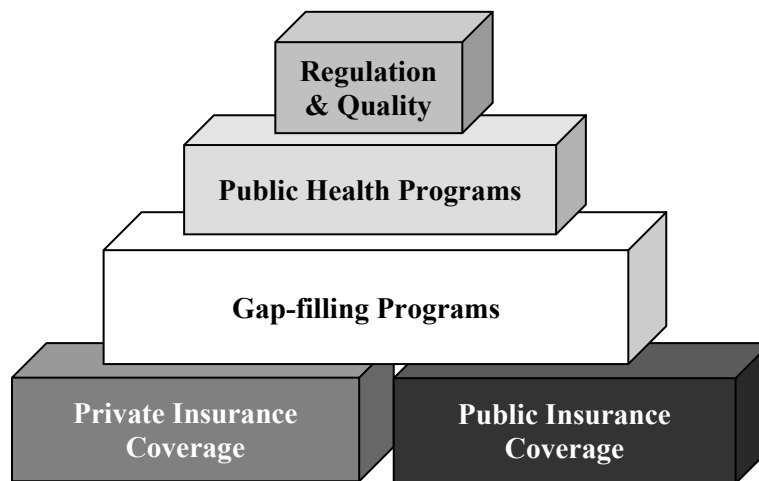 Regulation
& Quality
Public Health Programs
Gap-filling Programs
Private Insurance
Coverage
Public Insurance
Coverage